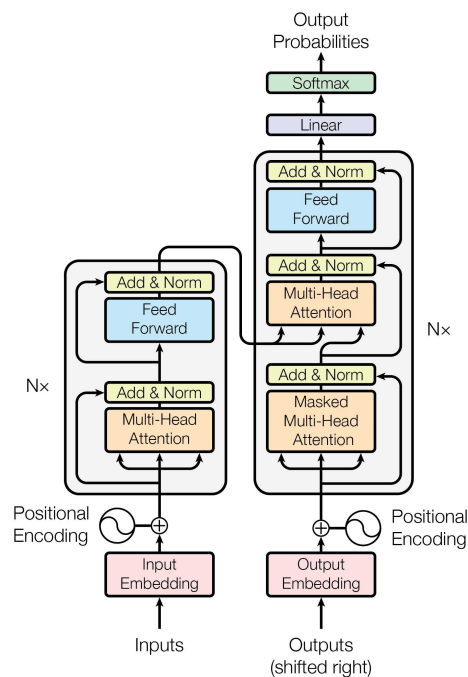 Output
Probabilities
Softmax
Linear
Add & Norm
Feed
Forward
Add & Norm
Multi-Head
Attention
Nx
Add & Norm
Masked
Multi-Head
Attention
Positional
Encoding
Output
Embedding
Outputs
(shifted right)
Add & Norm
Feed
Forward
Nx
Add & Norm
Multi-Head
Attention
Positional
Encoding
Input
Embedding
Inputs